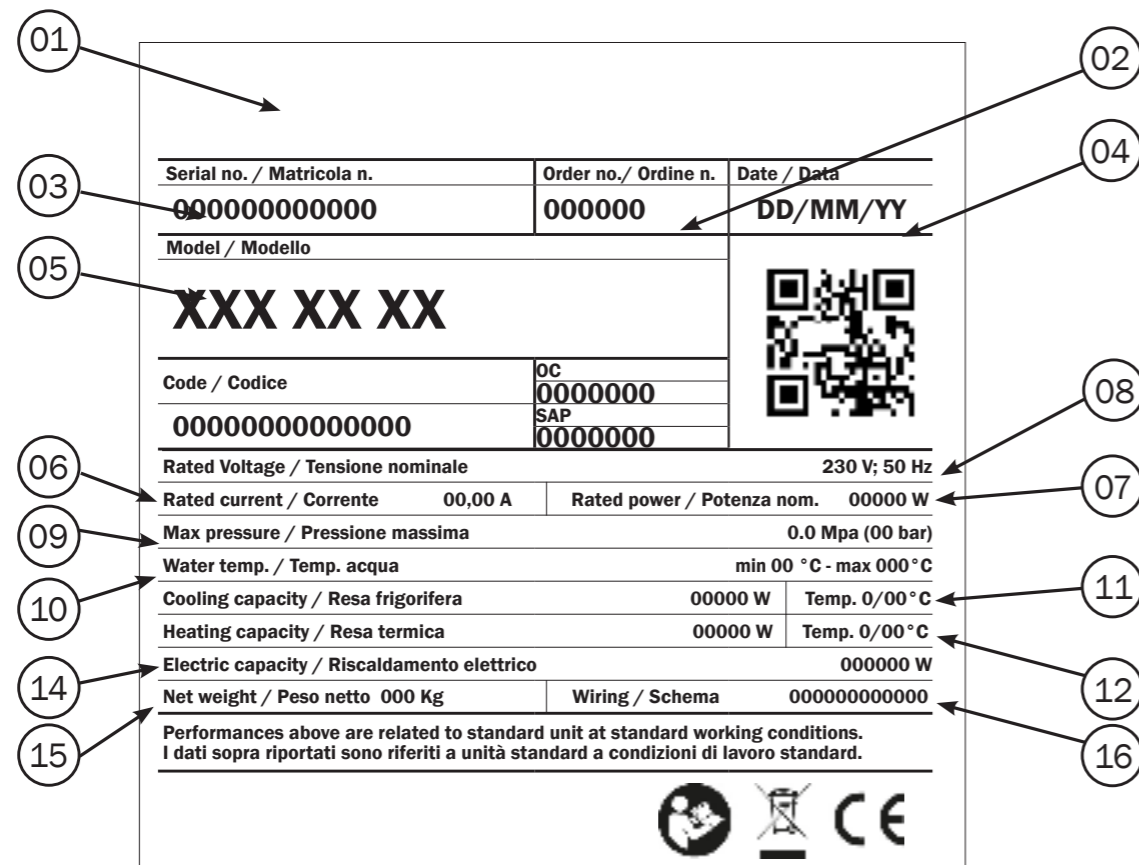 01
02
03
04
Serial no. / Matricola n. Order no./ Ordine n. Date / Data
000000000000 000000 DD/MM/YY
05
Model / Modello
XXX XX XX
Code / Codice OC
0000000
00000000000000 SAP
0000000
06
08
Rated Voltage / Tensione nominale 230 V; 50 Hz
07
Rated current / Corrente 00,00 A Rated power / Potenza nom. 00000 W
09
Max pressure / Pressione massima 0.0 Mpa (00 bar)
Water temp. / Temp. acqua min 00 °C - max 000°C
10
11
Cooling capacity / Resa frigorifera 00000 W Temp. 0/00°C
Heating capacity / Resa termica 00000 W Temp. 0/00°C
14
12
Electric capacity / Riscaldamento elettrico 000000 W
Net weight / Peso netto 000 Kg Wiring / Schema 000000000000
15
16
Performances above are related to standard unit at standard working conditions.
I dati sopra riportati sono riferiti a unità standard a condizioni di lavoro standard.
CE